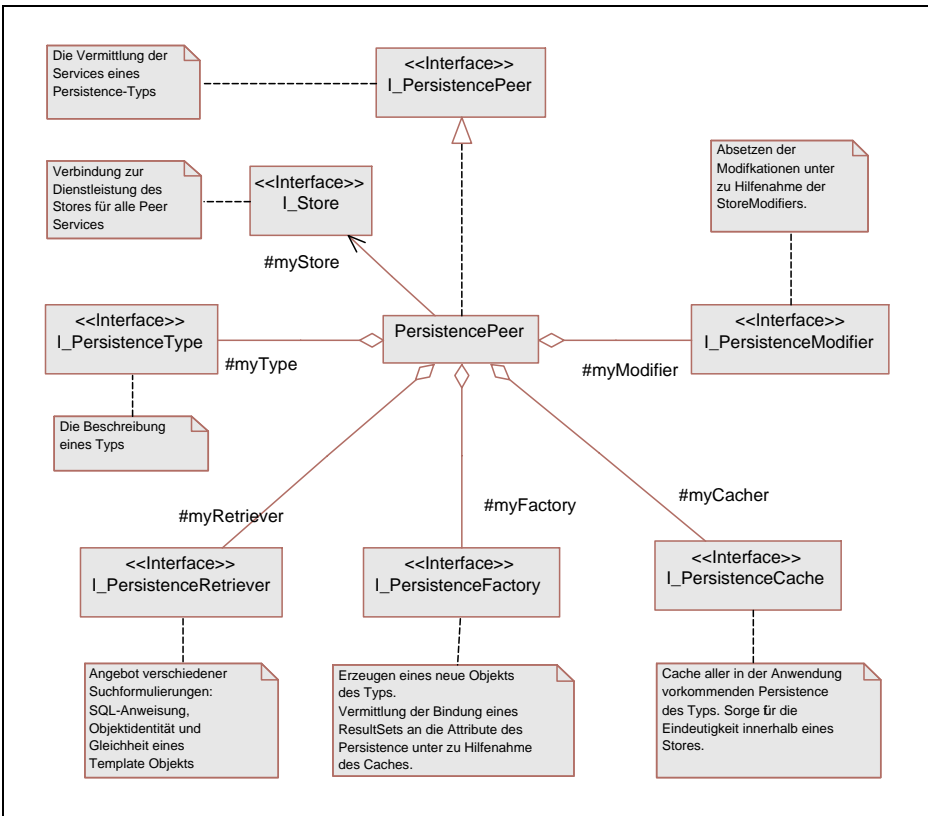 Die Vermittlung der
Services eines
Persistence-Typs
<<Interface>>
I_PersistencePeer
Verbindung zur
Dienstleistung des
Stores für alle Peer
Services
<<Interface>>
I_Store
Absetzen der
Modifkationen unter
zu Hilfenahme der
StoreModifiers.
#myStore
<<Interface>>
I_PersistenceType
PersistencePeer
<<Interface>>
I_PersistenceModifier
#myType
#myModifier
Die Beschreibung
eines Typs
#myRetriever
#myFactory
#myCacher
<<Interface>>
I_PersistenceRetriever
<<Interface>>
I_PersistenceFactory
<<Interface>>
I_PersistenceCache
Angebot verschiedener
Suchformulierungen:
SQL-Anweisung,
Objektidentität und
Gleichheit eines
Template Objekts
Erzeugen eines neue Objekts
des Typs.
Vermittlung der Bindung eines
ResultSets an die Attribute des
Persistence unter zu Hilfenahme
des Caches.
Cache aller in der Anwendung
vorkommenden Persistence
des Typs. Sorge für die
Eindeutigkeit innerhalb eines
Stores.